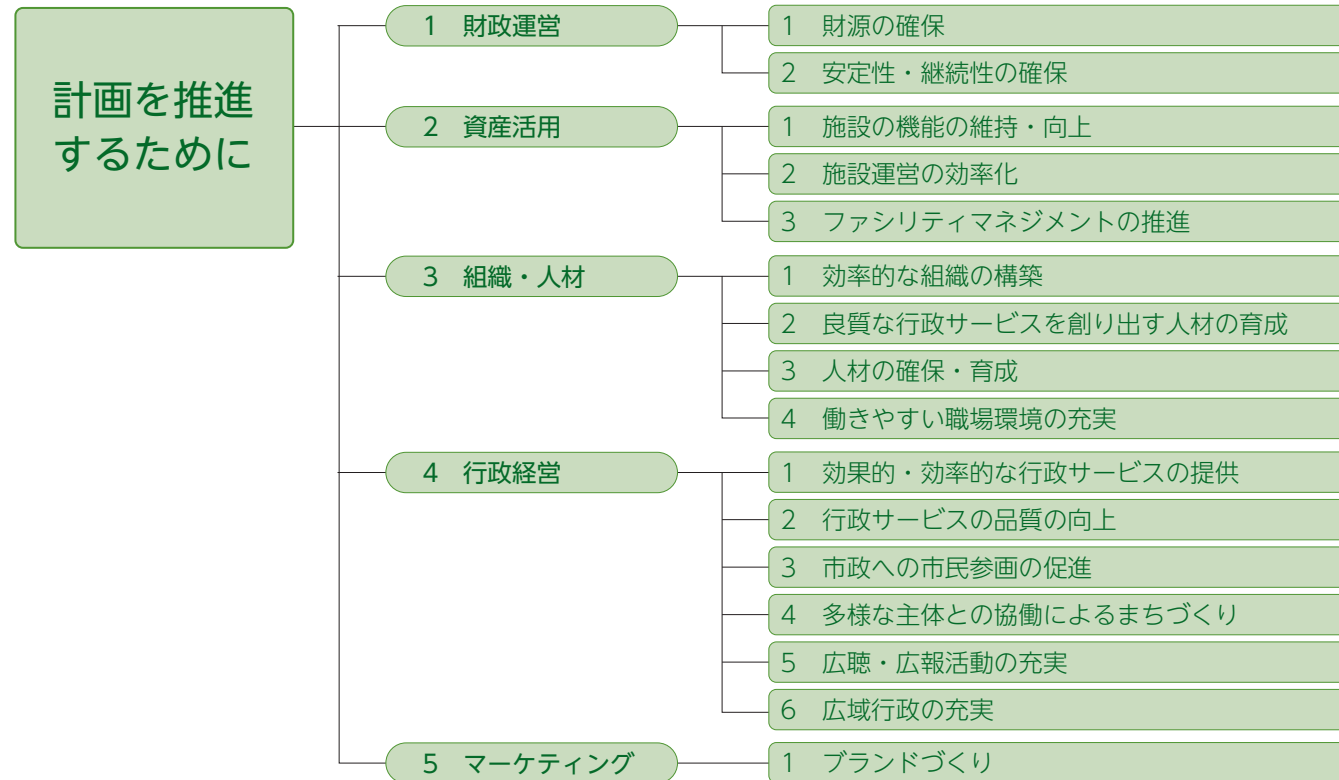 計画を推進
するために
1 財政運営
1 財源の確保
2 安定性・継続性の確保
2 資産活用
1 施設の機能の維持・向上
2 施設運営の効率化
3 ファシリティマネジメントの推進
3 組織・人材
1 効率的な組織の構築
2 良質な行政サービスを創り出す人材の育成
3 人材の確保・育成
4 働きやすい職場環境の充実
4 行政経営
1 効果的・効率的な行政サービスの提供
2 行政サービスの品質の向上
3 市政への市民参画の促進
4 多様な主体との協働によるまちづくり
5 広聴・広報活動の充実
6 広域行政の充実
5 マーケティング
1 ブランドづくり